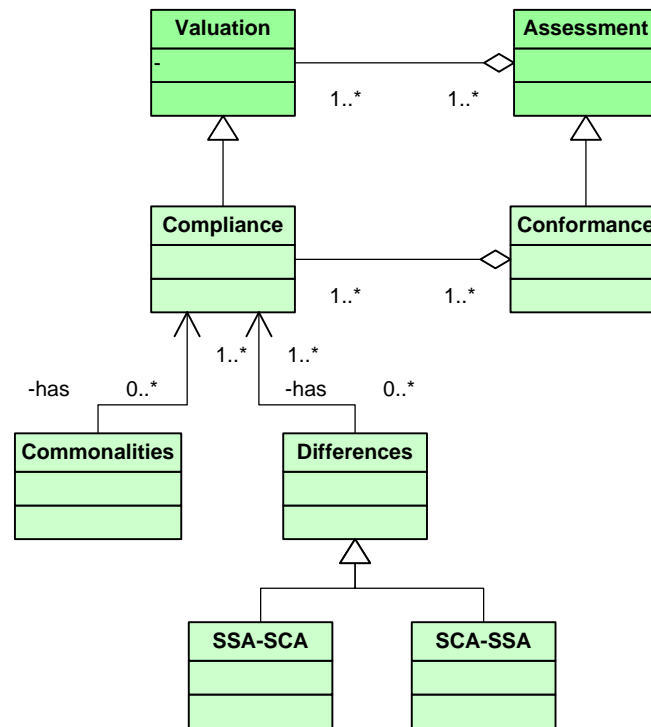 Valuation
Assessment
-
1..*
1..*
Compliance
Conformance
1..*
1..*
1..*
1..*
-has
0..*
-has
0..*
Commonalities
Differences
SSA-SCA
SCA-SSA